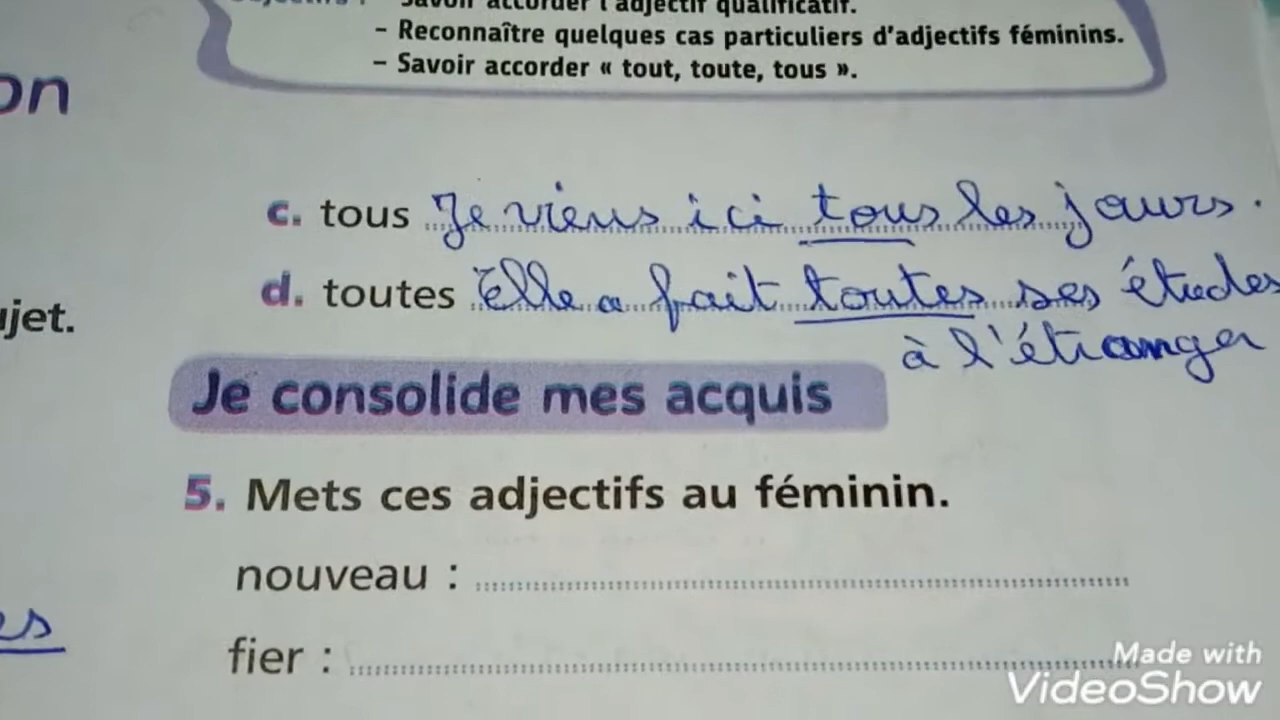 Savoir accorder l'adjectif qualificatif.
– Reconnaître quelques cas particuliers d'adjectifs féminins.
– Savoir accorder « tout, toute, tous ».
on
c. tous Je viens ici tous les jours.
d. toutes Elle a fait toutes ses études
à l'étranger
ujet.
Je consolide mes acquis
5. Mets ces adjectifs au féminin.
nouveau :
es
fier :
Made with
VideoShow